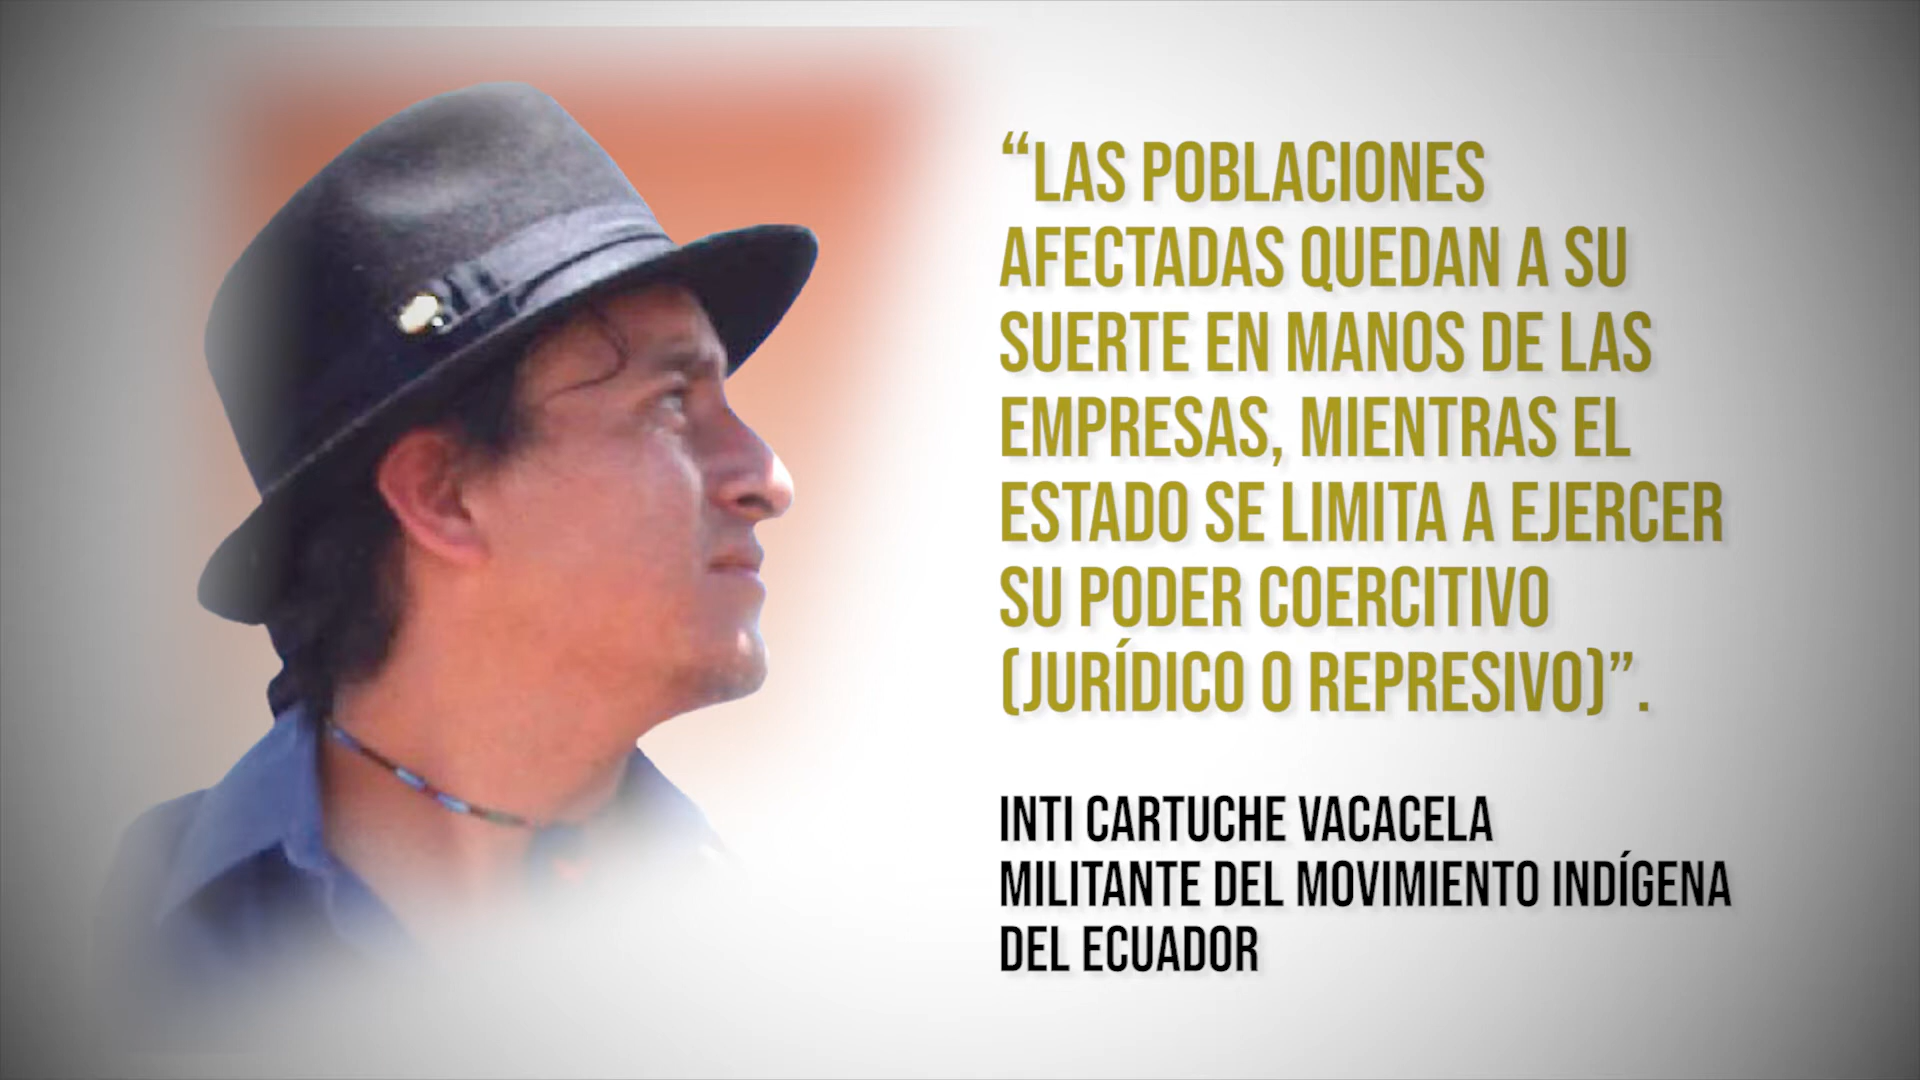 “LAS POBLACIONES
AFECTADAS QUEDAN A SU
SUERTE EN MANOS DE LAS
EMPRESAS, MIENTRAS EL
ESTADO SE LIMITA A EJERCER
SU PODER COERCITIVO
(JURÍDICO O REPRESIVO)”.
INTI CARTUCHE VACACELA
MILITANTE DEL MOVIMIENTO INDÍGENA
DEL ECUADOR